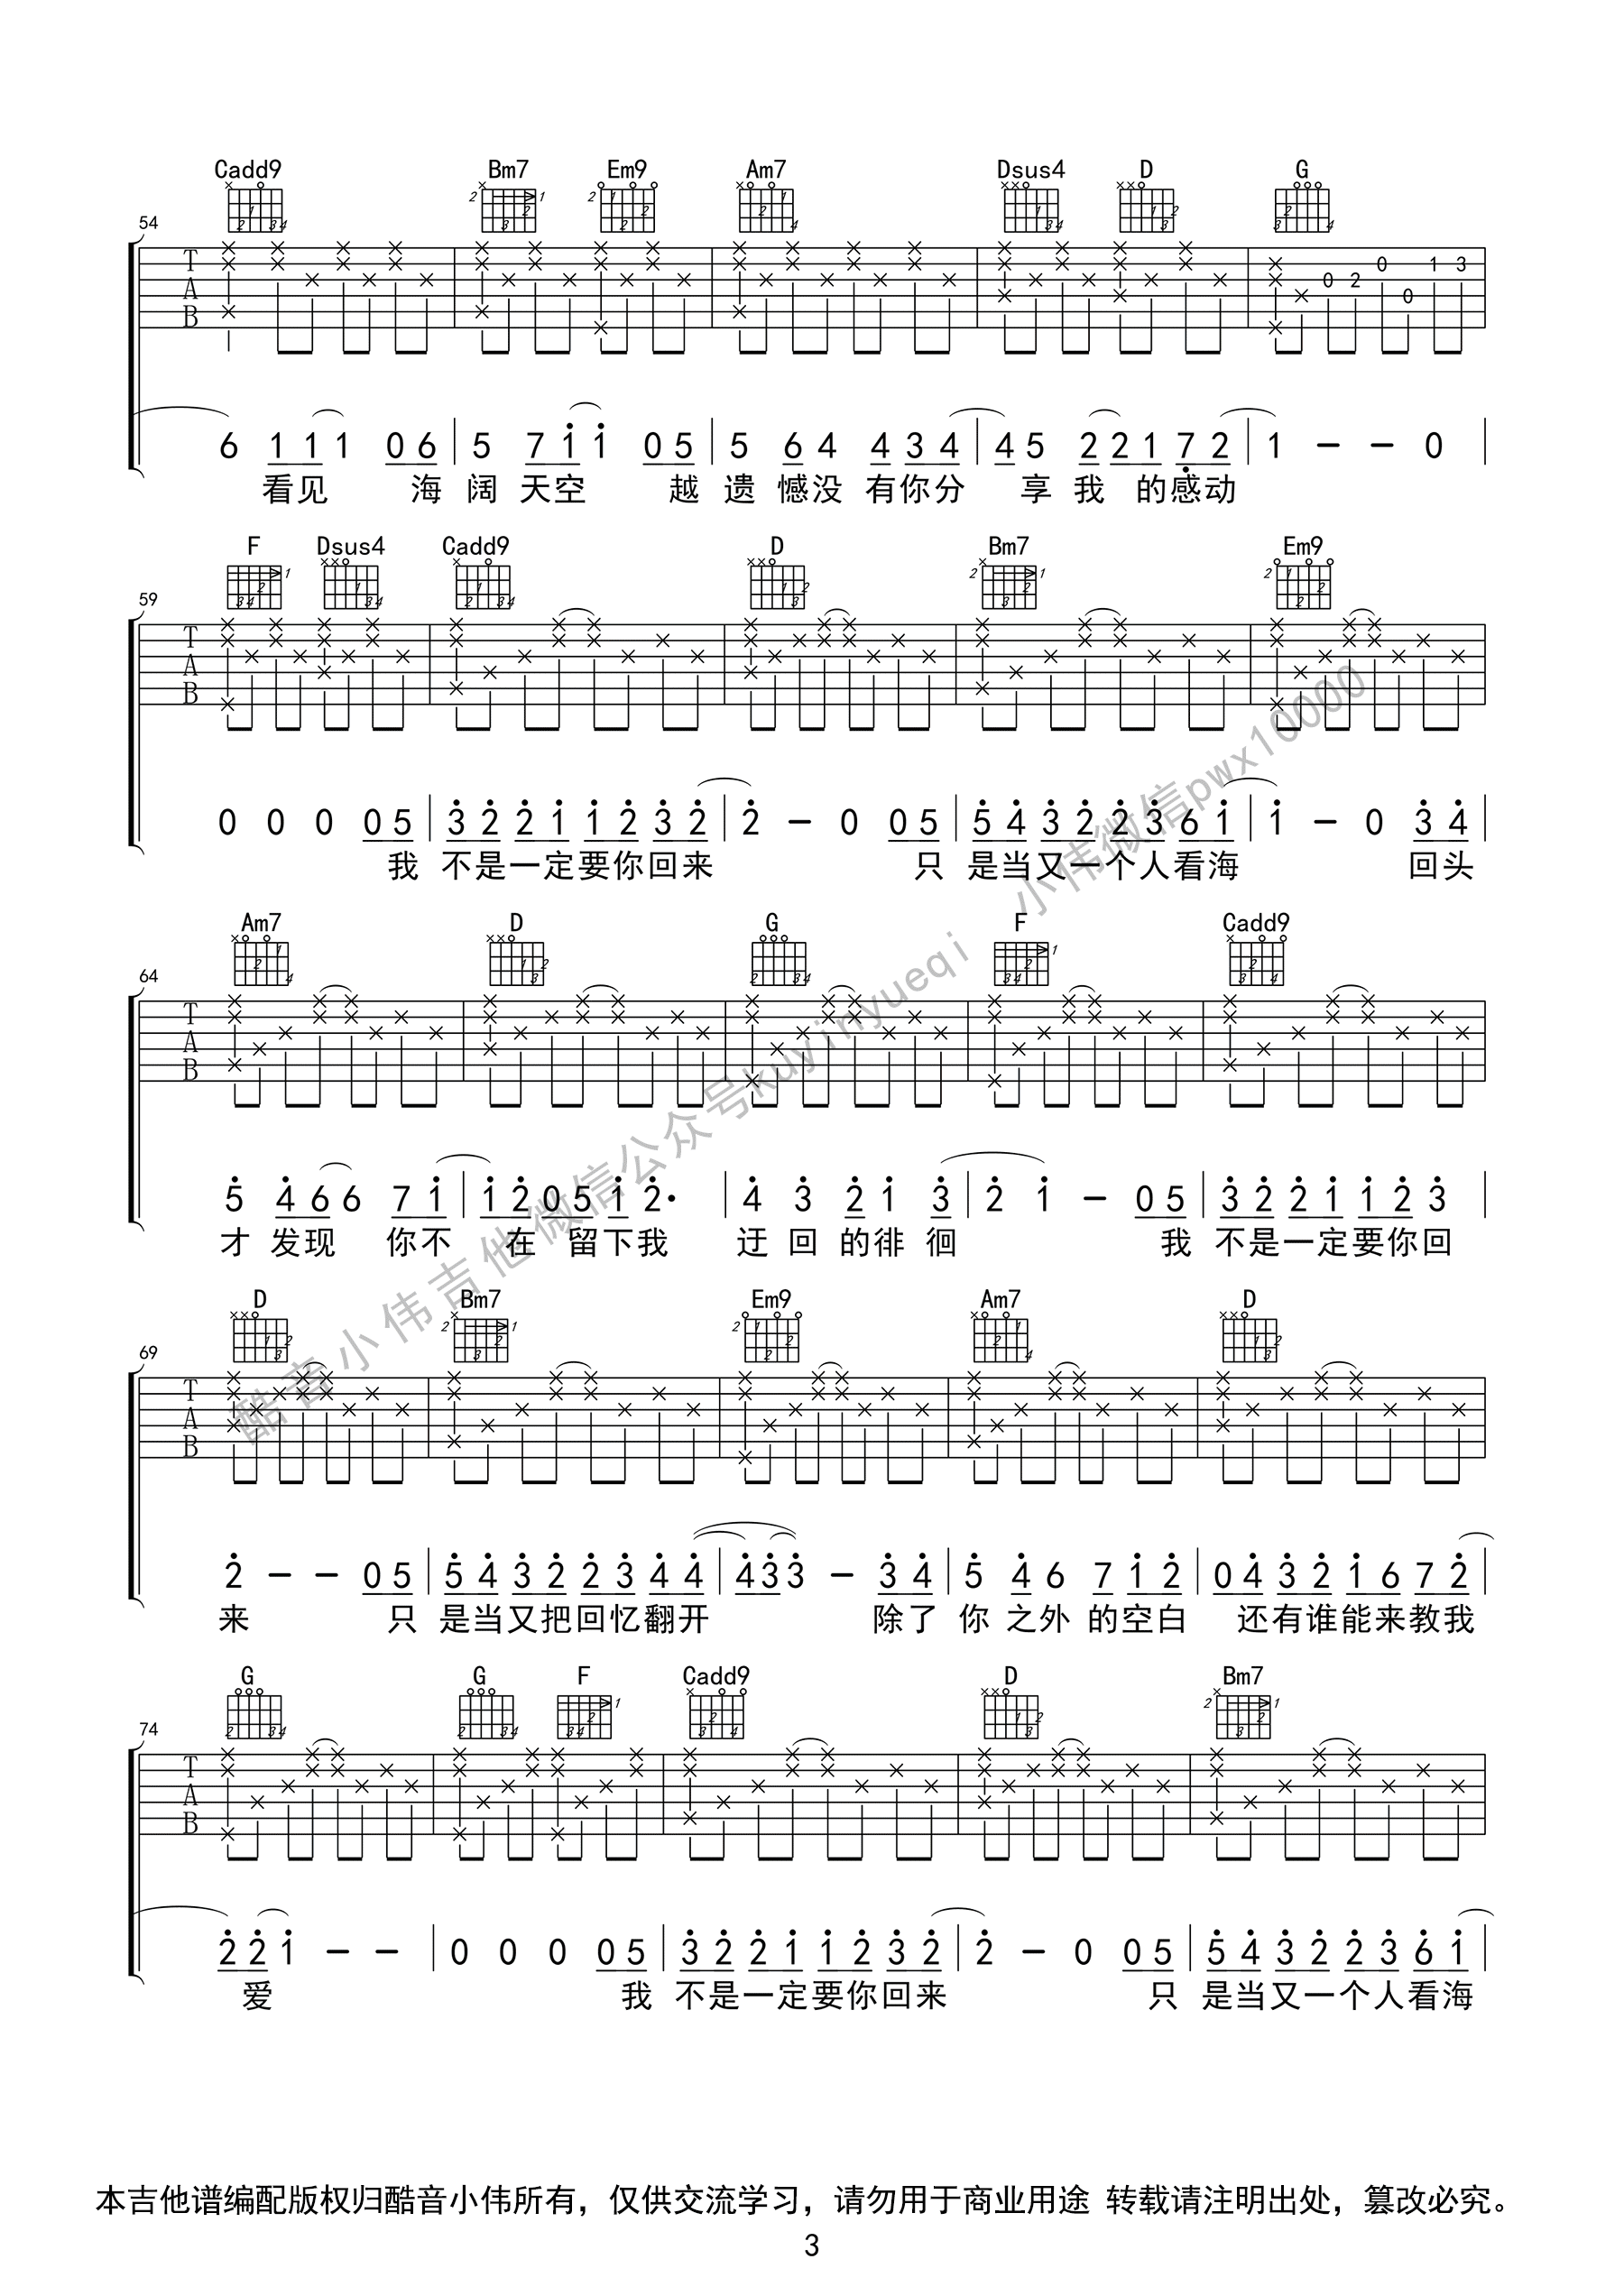 Cadd9 Bm7 Em9 Am7 Dsus4 D G
54
T A B
0 2 0 0 1 3
6 1 1 1 0 6 | 5 7 1 1 0 5 | 5 6 4 4 3 4 | 4 5 2 2 1 7 2 | 1 – – 0 |
看见 海 阔 天空 越 遗 憾没 有你分 享 我 的感动
F Dsus4 Cadd9 D Bm7 Em9
59
T A B
0 0 0 0 5 | 3 2 2 1 1 2 3 2 | 2 – 0 0 5 | 5 4 3 2 2 3 6 1 | 1 – 0 3 4 |
我 不是一定要你回来 只 是当又一个人看海 回头
Am7 D G F Cadd9
64
T A B
5 4 6 6 7 1 | 1 2 0 5 1 2· | 4 3 2 1 3 | 2 1 – 0 5 | 3 2 2 1 1 2 3
才 发现 你不 在 留下我 迂 回 的徘 徊 我 不是一定要你回
D Bm7 Em9 Am7 D
69
T A B
2 – – 0 5 | 5 4 3 2 2 3 4 4 | 4 3 3 – 3 4 | 5 4 6 7 1 2 | 0 4 3 2 1 6 7 2 |
来 只 是当又把回忆翻开 除了 你 之外 的空白 还有谁能来教我
G G F Cadd9 D Bm7
74
T A B
2 2 1 – – | 0 0 0 0 5 | 3 2 2 1 1 2 3 2 | 2 – 0 0 5 | 5 4 3 2 2 3 6 1 |
爱 我 不是一定要你回来 只 是当又一个人看海
酷音小伟吉他微信公众号kuyinyueqi 小伟微信pwx10000
本吉他谱编配版权归酷音小伟所有，仅供交流学习，请勿用于商业用途 转载请注明出处，篡改必究。
3